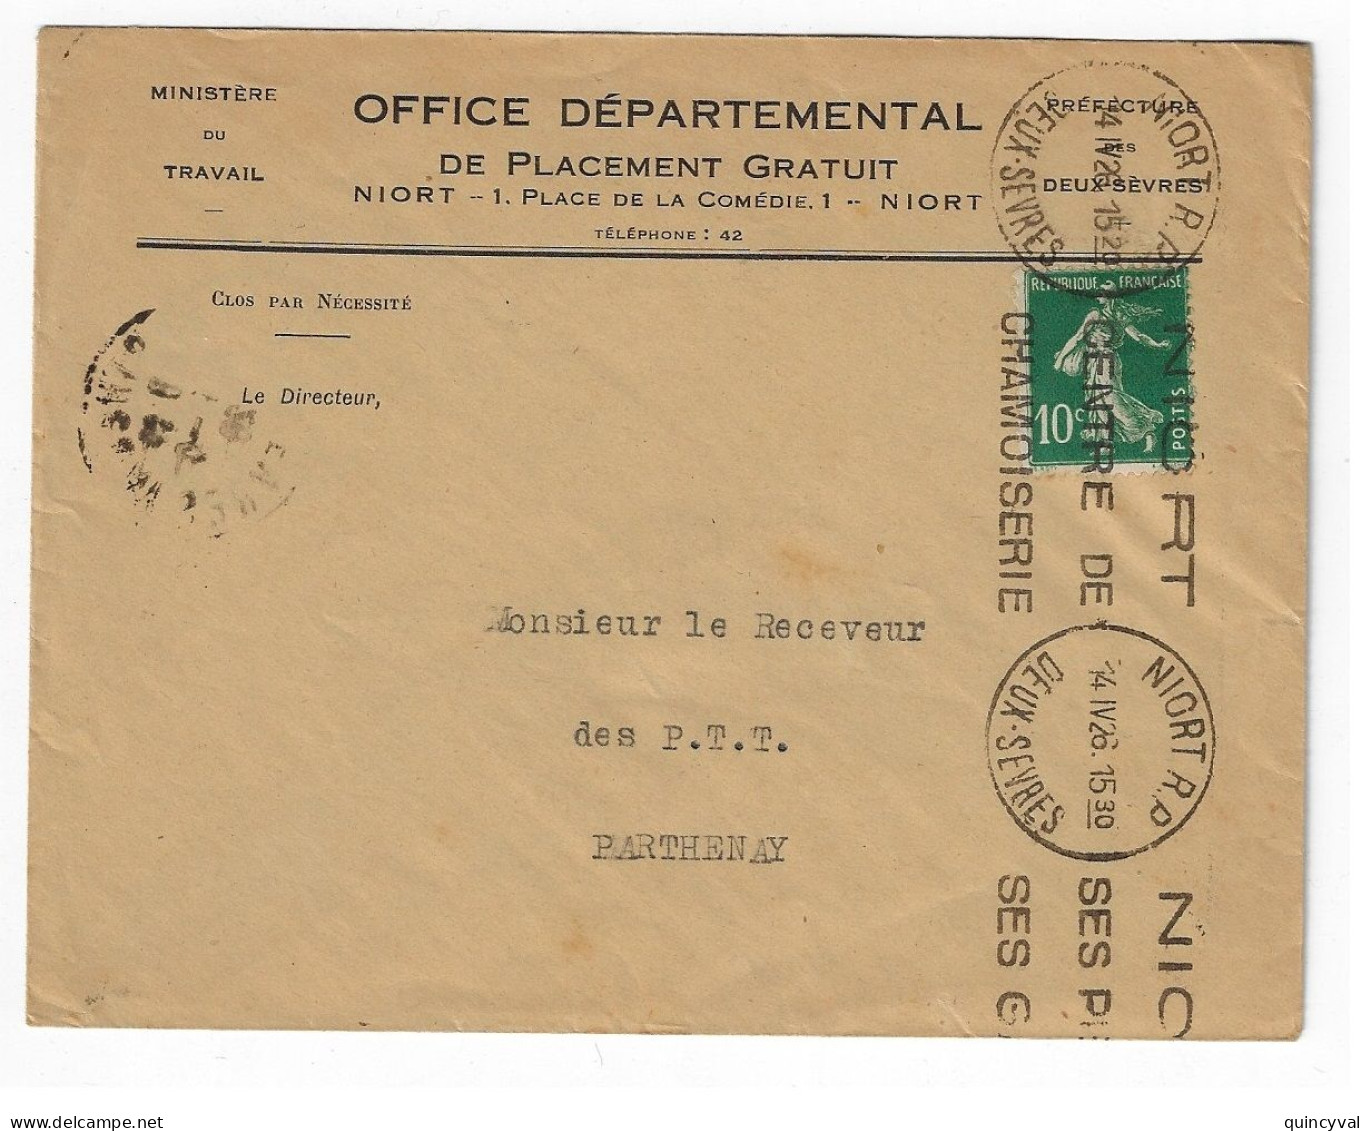 MINISTÈRE
DU
TRAVAIL
OFFICE DÉPARTEMENTAL
DE PLACEMENT GRATUIT
NIORT -- 1, PLACE DE LA COMÉDIE, 1 -- NIORT
TÉLÉPHONE : 42
PRÉFECTURE
DES
DEUX-SÈVRES
CLOS PAR NÉCESSITÉ
Le Directeur,
NIORT R.P.
14 IV 26. 15 20
DEUX-SEVRES
REPUBLIQUE FRANÇAISE
10c
POSTES
NIORT
CENTRE DE
CHAMOISERIE
Monsieur le Receveur
des P.T.T.
PARTHENAY
NIORT R.P
14 IV 26. 15 30
DEUX-SEVRES
NIO
SES P
SES G
delcampe.net
quincyval